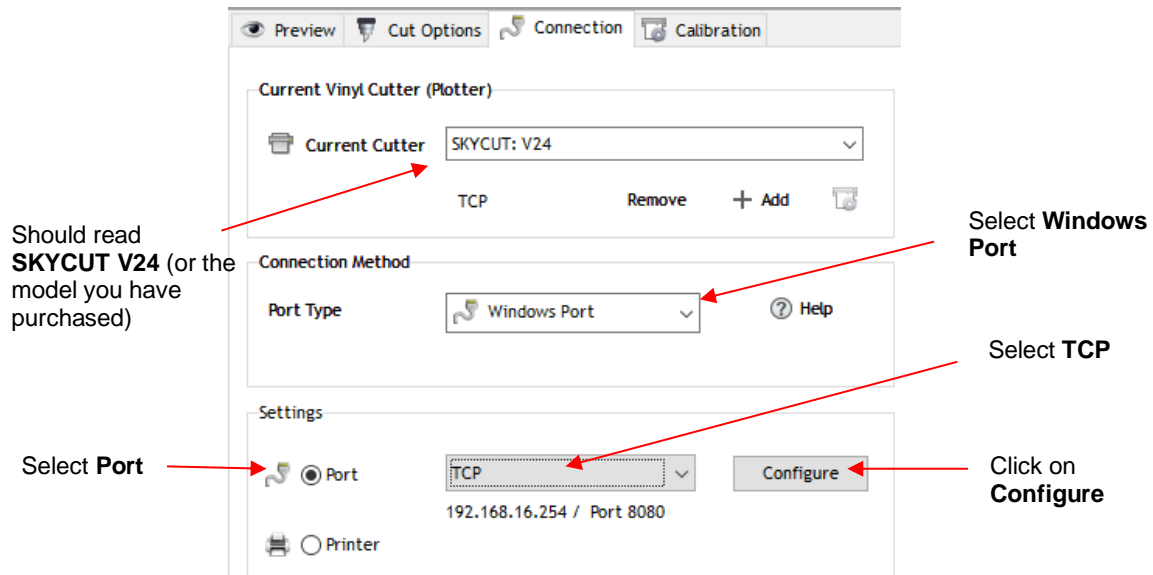 Preview Cut Options Connection Calibration
Current Vinyl Cutter (Plotter)
Current Cutter SKYCUT: V24
TCP Remove + Add
Should read
SKYCUT V24 (or the
model you have
purchased)
Select Windows
Port
Connection Method
Port Type Windows Port ? Help
Select TCP
Settings
Select Port
Port TCP Configure
192.168.16.254 / Port 8080
Click on
Configure
Printer